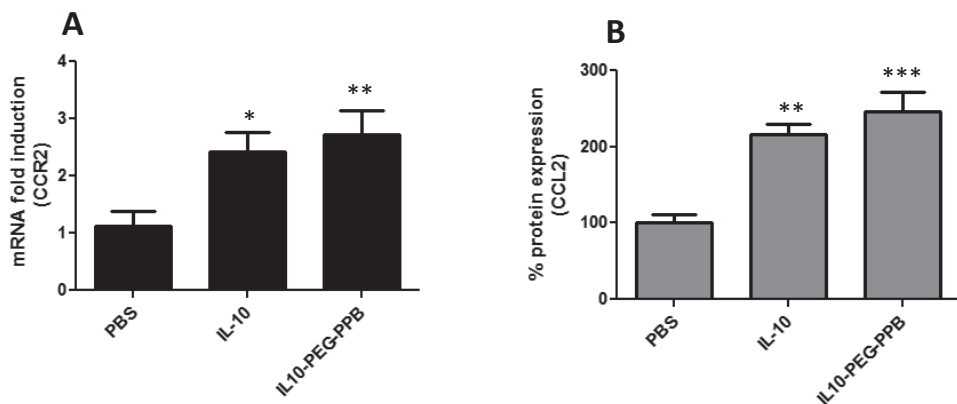 A
mRNA fold induction
(CCR2)
4
3
2
1
0
*
**
PBS
IL-10
IL10-PEG-PPB
B
% protein expression
(CCL2)
300
200
100
0
**
***
PBS
IL-10
IL10-PEG-PPB